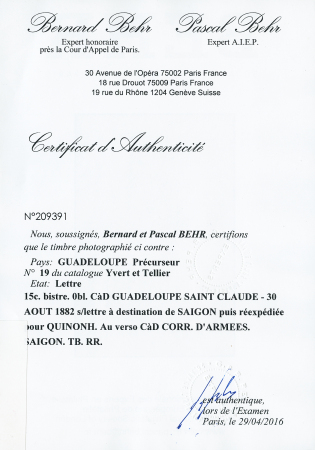 Bernard Behr Pascal Behr
Expert honoraire Expert A.I.E.P.
près la Cour d'Appel de Paris.
30 Avenue de l'Opéra 75002 Paris France
18 rue Drouot 75009 Paris France
19 rue du Rhône 1204 Genève Suisse
Certificat d'Authenticité
N°209391
Nous, soussignés, Bernard et Pascal BEHR, certifions
que le timbre photographié ci contre :
Pays: GUADELOUPE Précurseur
N° 19 du catalogue Yvert et Tellier
Etat: Lettre
15c. bistre. 0bl. CàD GUADELOUPE SAINT CLAUDE - 30
AOUT 1882 s/lettre à destination de SAIGON puis réexpédiée
pour QUINONH. Au verso CàD CORR. D'ARMEES.
SAIGON. TB. RR.
est authentique,
lors de l'Examen
Paris, le 29/04/2016